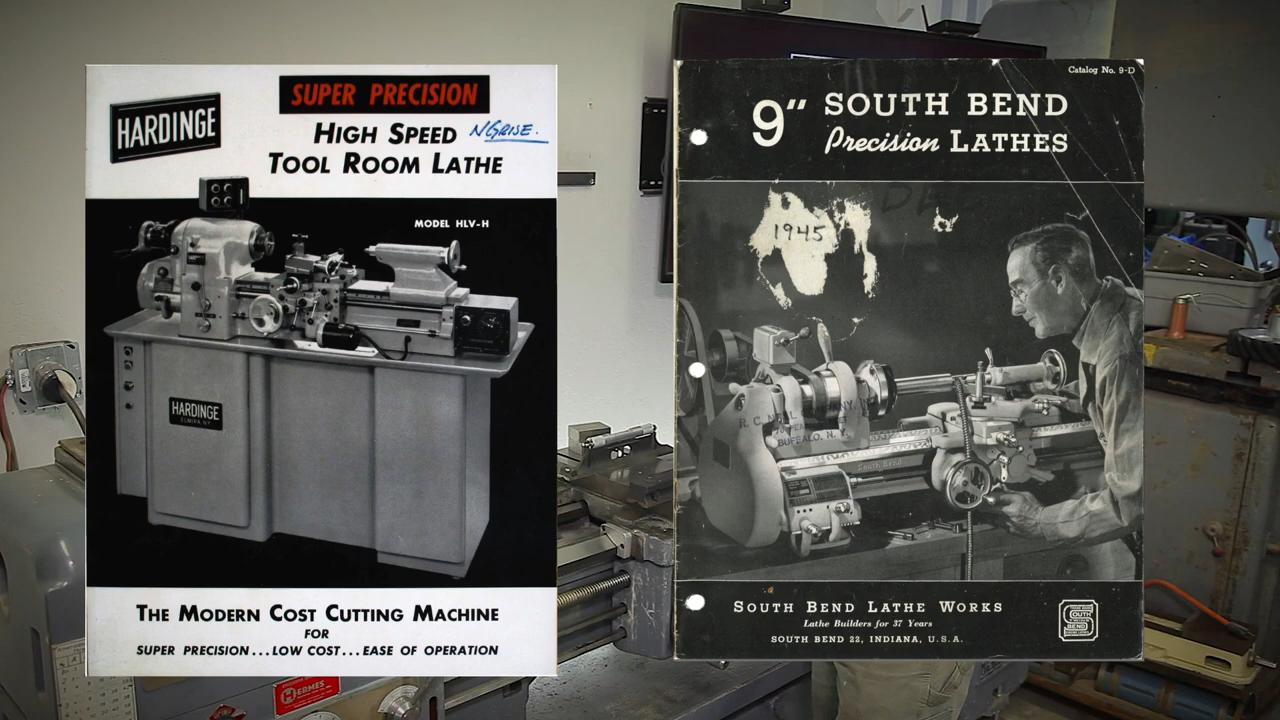 HARDINGE
SUPER PRECISION
HIGH SPEED
NGRISE.
TOOL ROOM LATHE
MODEL HLV-H
HARDINGE
ELMIRA, NY
THE MODERN COST CUTTING MACHINE
FOR
SUPER PRECISION...LOW COST...EASE OF OPERATION
Catalog No. 9-D
9" SOUTH BEND
Precision LATHES
DEC
1945
BUFFALO, N. Y.
South Bend
SOUTH BEND LATHE WORKS
Lathe Builders for 37 Years
SOUTH BEND 22, INDIANA, U.S.A.
SOUTH
BEND
HERMES